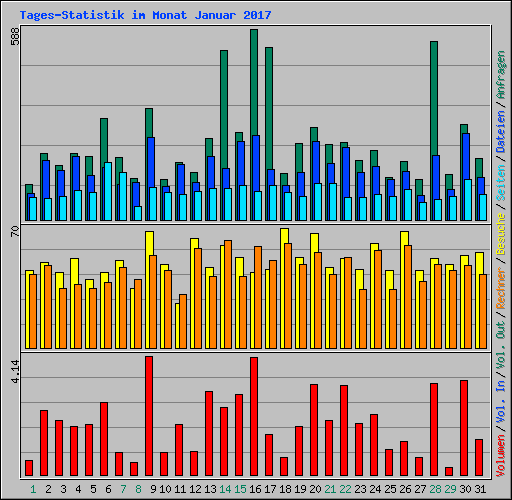 Tages-Statistik im Monat Januar 2017
588
70
4.14
Volumen / Vol. In / Vol. Out / Rechner / Besuche / Seiten / Dateien / Anfragen
1 2 3 4 5 6 7 8 9 10 11 12 13 14 15 16 17 18 19 20 21 22 23 24 25 26 27 28 29 30 31